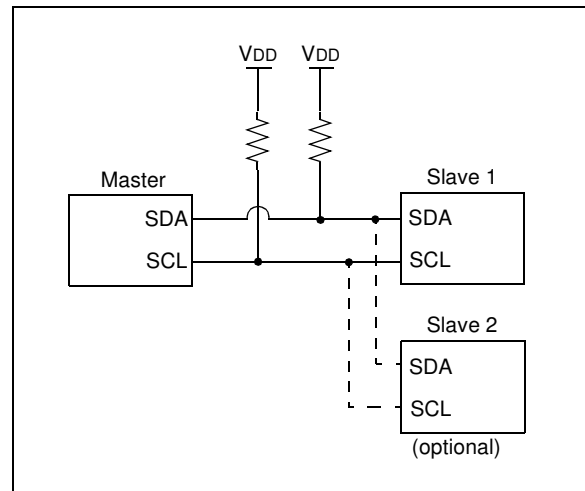 VDD VDD
Master
Slave 1
SDA
SDA
SCL
SCL
Slave 2
SDA
SCL
(optional)